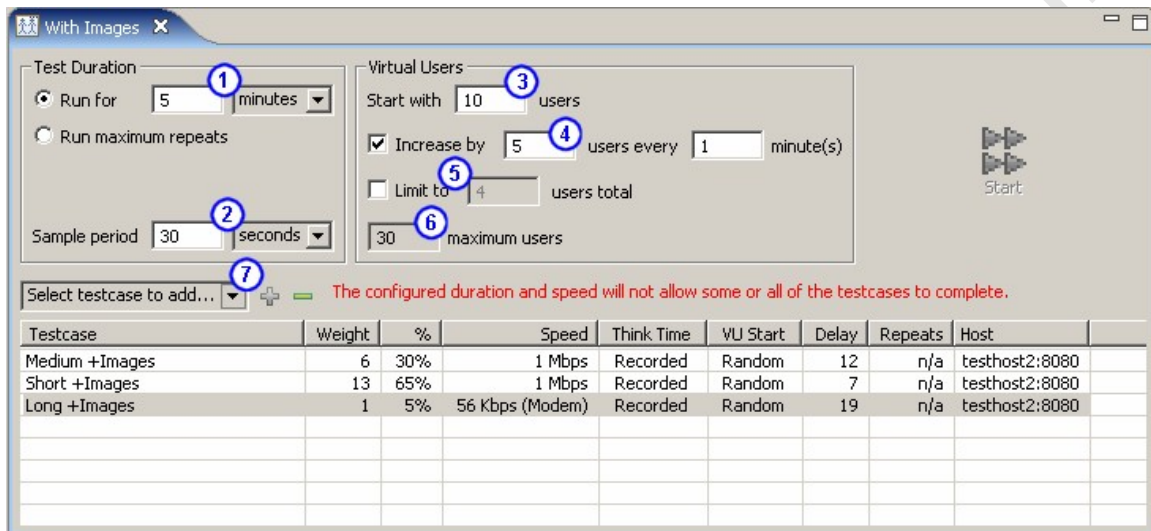 With Images
Test Duration
1
Run for 5 minutes
Run maximum repeats
2
Sample period 30 seconds
Virtual Users
3
Start with 10 users
4
Increase by 5 users every 1 minute(s)
5
Limit to 4 users total
6
30 maximum users
Start
7
Select testcase to add...
The configured duration and speed will not allow some or all of the testcases to complete.
Testcase Weight % Speed Think Time VU Start Delay Repeats Host
Medium +Images 6 30% 1 Mbps Recorded Random 12 n/a testhost2:8080
Short +Images 13 65% 1 Mbps Recorded Random 7 n/a testhost2:8080
Long +Images 1 5% 56 Kbps (Modem) Recorded Random 19 n/a testhost2:8080